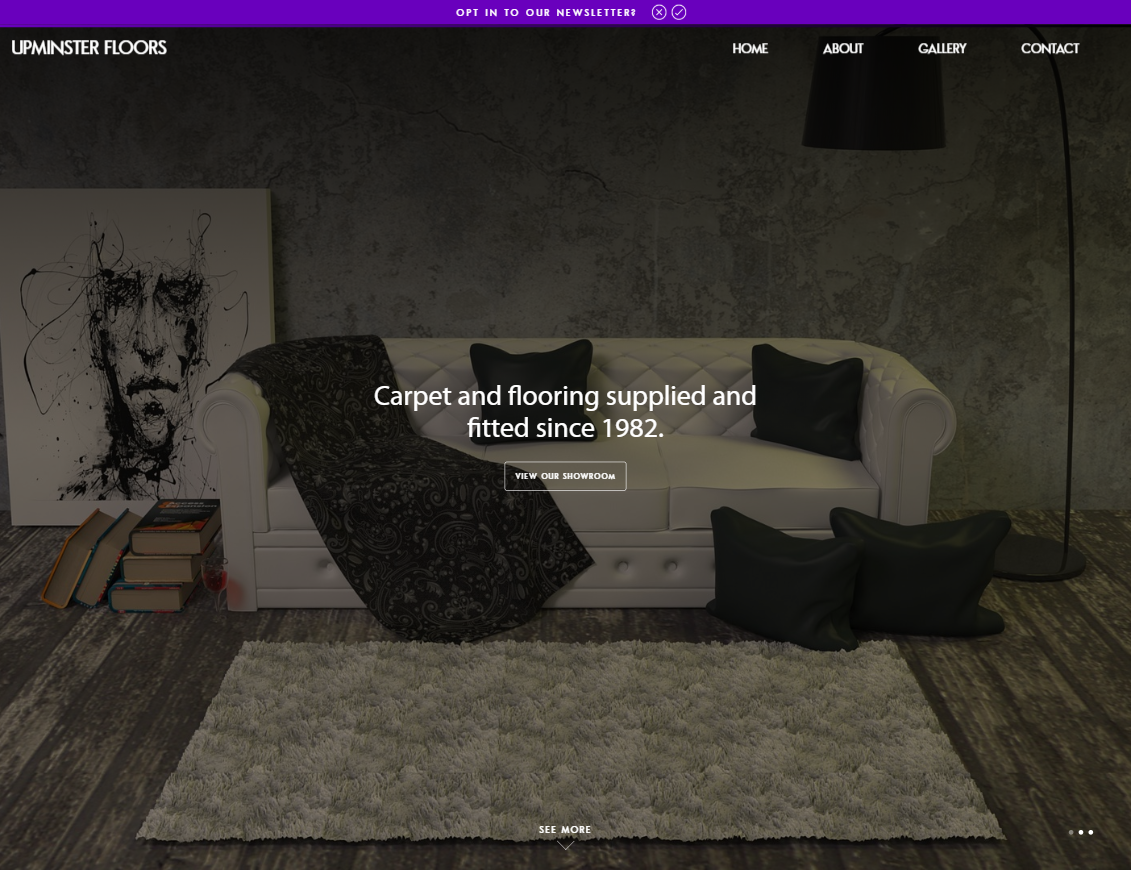 OPT IN TO OUR NEWSLETTER?
UPMINSTER FLOORS
HOME
ABOUT
GALLERY
CONTACT
Carpet and flooring supplied and
fitted since 1982.
VIEW OUR SHOWROOM
SEE MORE